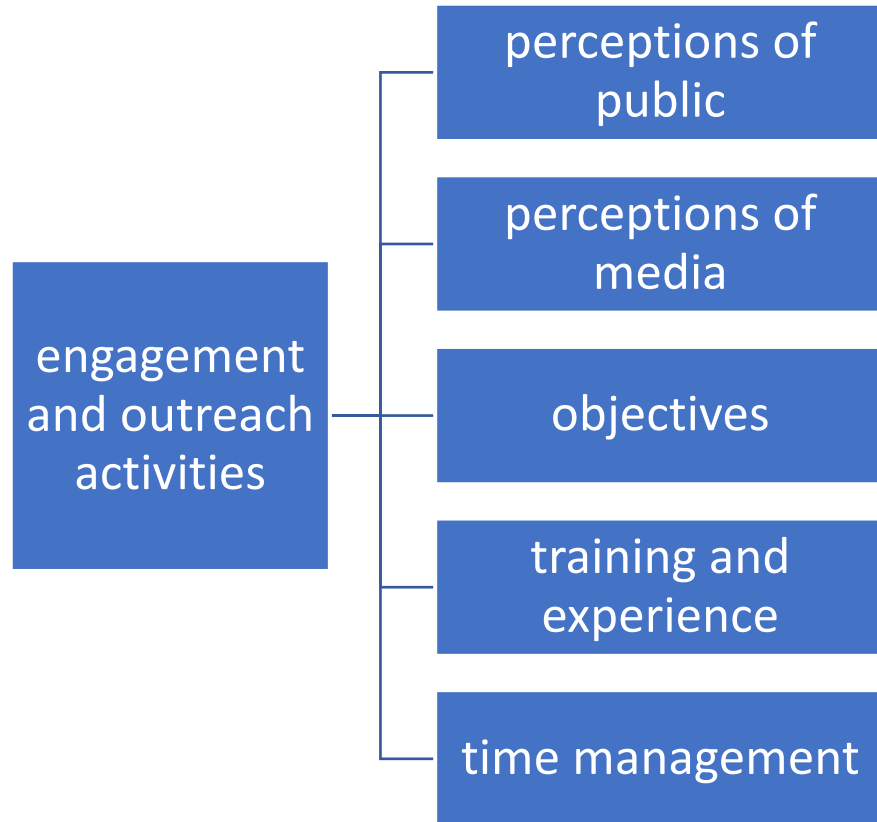 engagement
and outreach
activities
perceptions of
public
perceptions of
media
objectives
training and
experience
time management